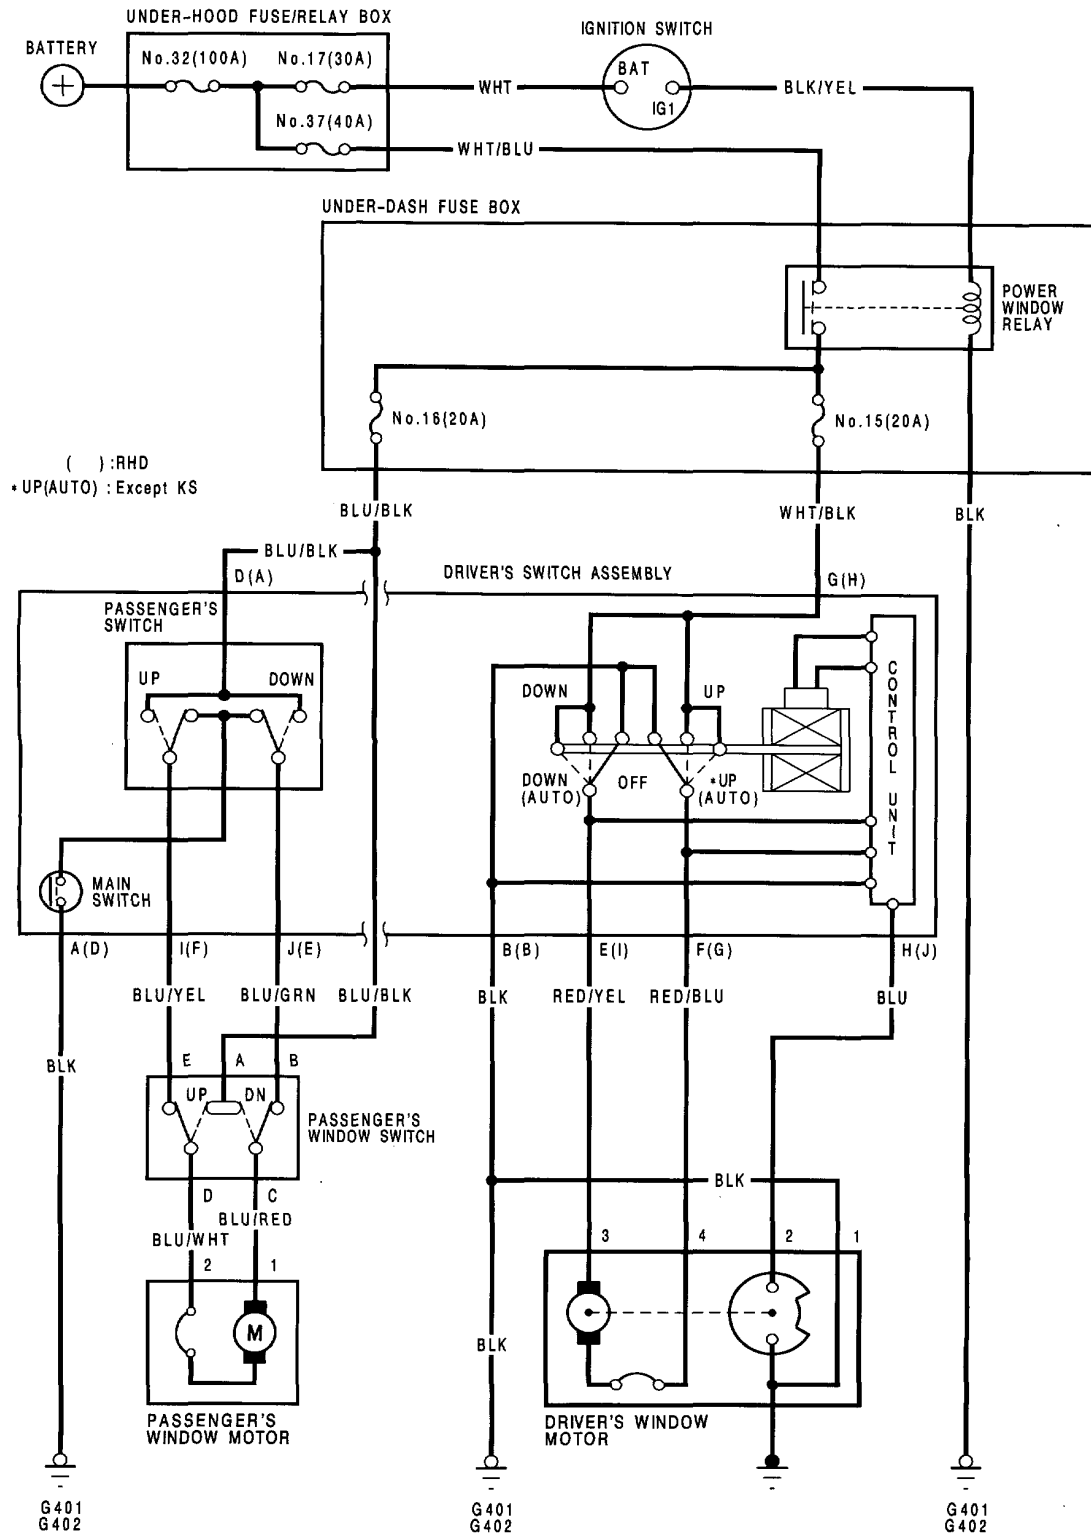 UNDER-HOOD FUSE/RELAY BOX
IGNITION SWITCH
BATTERY
No.32(100A)
No.17(30A)
BAT
WHT
BLK/YEL
IG1
No.37(40A)
WHT/BLU
UNDER-DASH FUSE BOX
POWER
WINDOW
RELAY
No.16(20A)
No.15(20A)
( ) :RHD
*UP(AUTO) : Except KS
BLU/BLK
WHT/BLK
BLK
BLU/BLK
D(A)
DRIVER'S SWITCH ASSEMBLY
G(H)
PASSENGER'S
SWITCH
UP
DOWN
DOWN
UP
CONTROL UNIT
DOWN
(AUTO)
OFF
*UP
(AUTO)
MAIN
SWITCH
A(D)
I(F)
J(E)
B(B)
E(I)
F(G)
H(J)
BLU/YEL
BLU/GRN
BLU/BLK
BLK
RED/YEL
RED/BLU
BLU
BLK
E
A
B
UP
DN
PASSENGER'S
WINDOW SWITCH
D
C
BLK
BLU/RED
BLU/WHT
2
1
3
4
2
1
M
BLK
PASSENGER'S
WINDOW MOTOR
DRIVER'S WINDOW
MOTOR
G401
G402
G401
G402
G401
G402